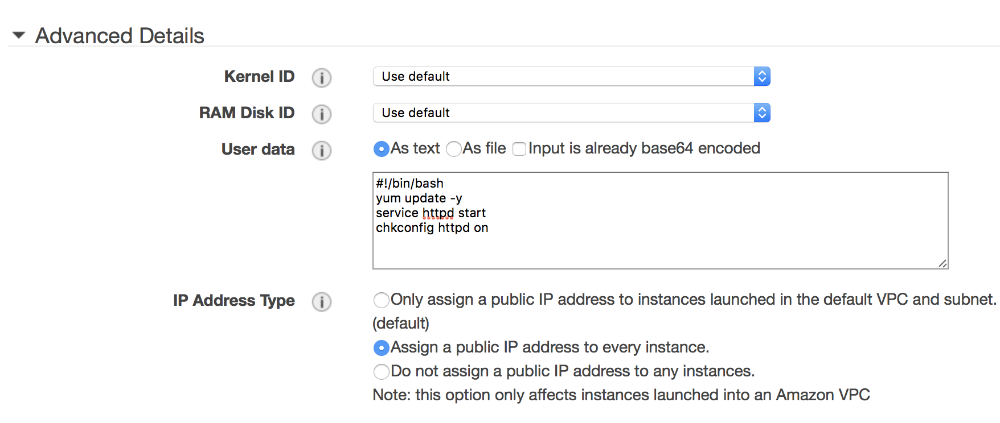 Advanced Details
Kernel ID
Use default
RAM Disk ID
Use default
User data
As text As file Input is already base64 encoded
#!/bin/bash
yum update -y
service httpd start
chkconfig httpd on
IP Address Type
Only assign a public IP address to instances launched in the default VPC and subnet.
(default)
Assign a public IP address to every instance.
Do not assign a public IP address to any instances.
Note: this option only affects instances launched into an Amazon VPC